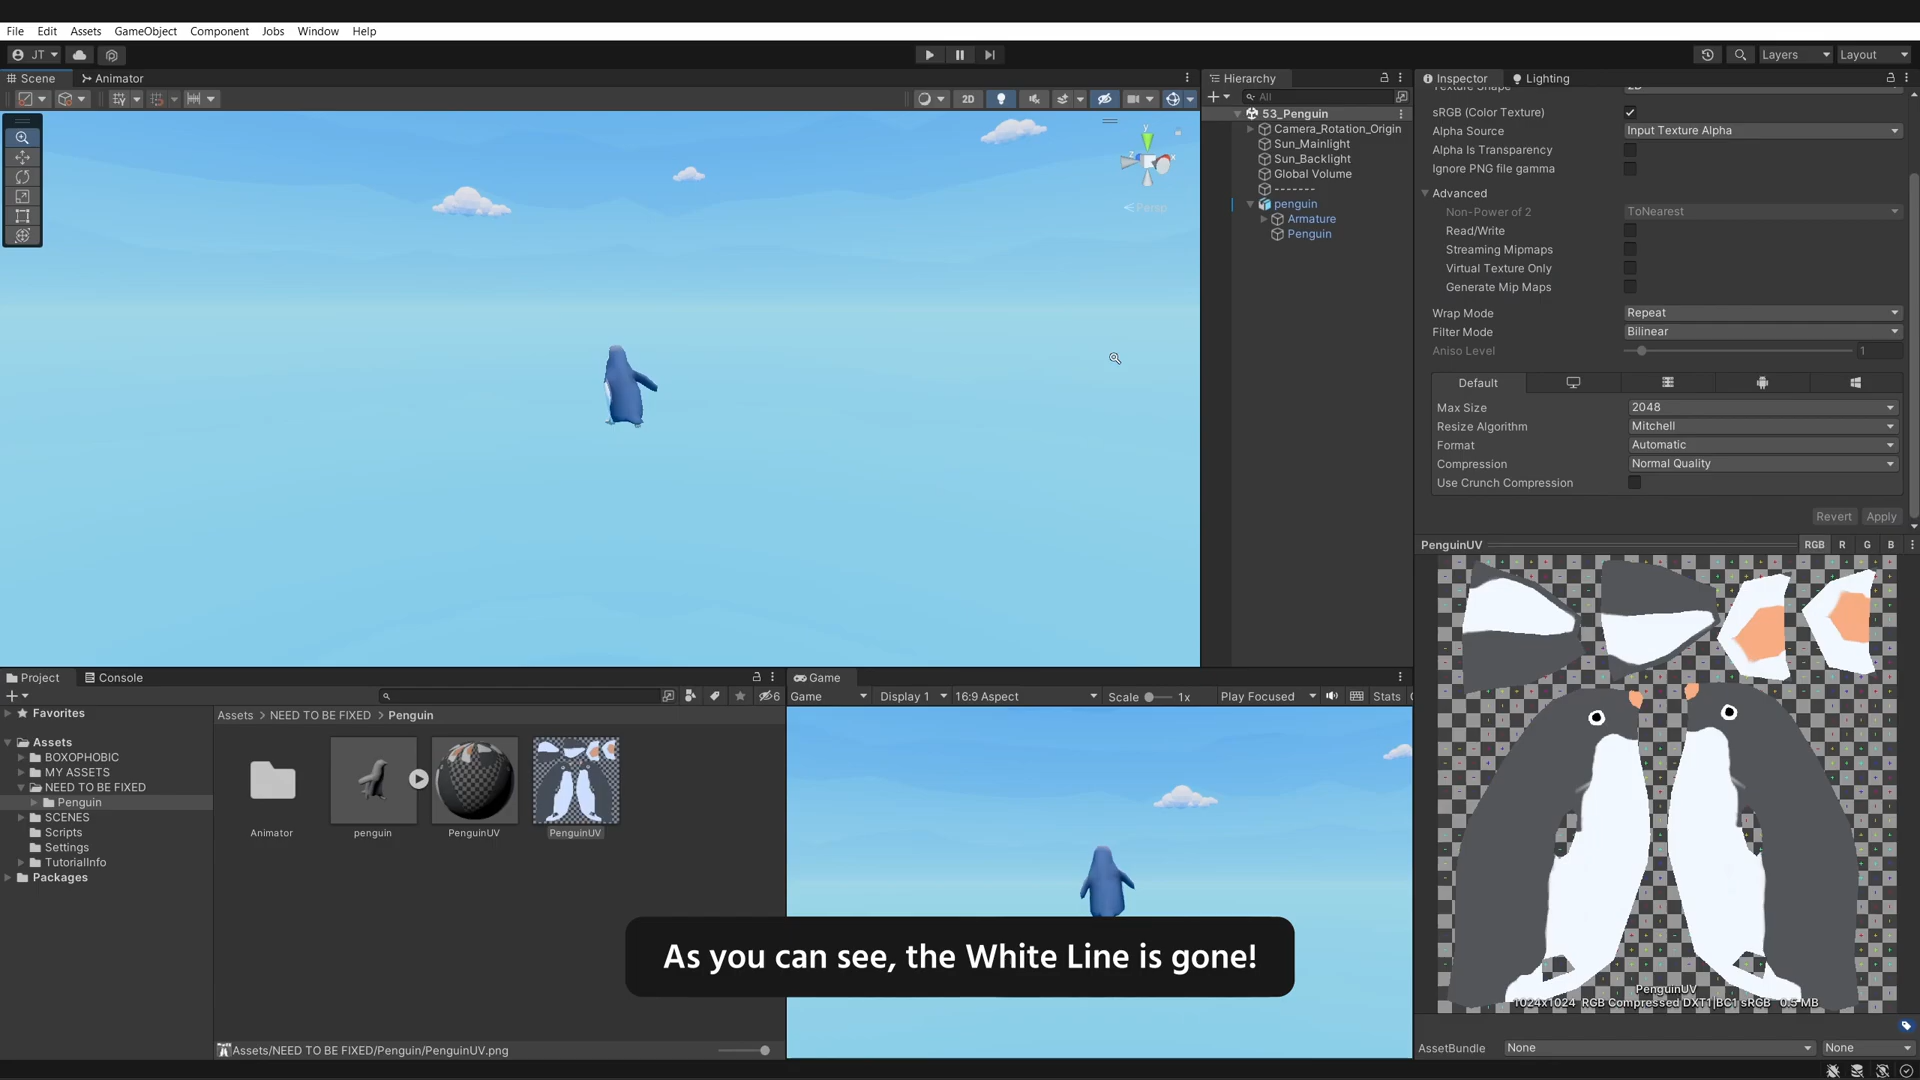 File Edit Assets GameObject Component Jobs Window Help
JT
Layers
Layout
Scene
Animator
2D
y
x
z
Persp
Hierarchy
All
53_Penguin
Camera_Rotation_Origin
Sun_Mainlight
Sun_Backlight
Global Volume
-------
penguin
Armature
Penguin
Inspector
Lighting
Texture Shape
2D
sRGB (Color Texture)
Alpha Source
Input Texture Alpha
Alpha Is Transparency
Ignore PNG file gamma
Advanced
Non-Power of 2
ToNearest
Read/Write
Streaming Mipmaps
Virtual Texture Only
Generate Mip Maps
Wrap Mode
Repeat
Filter Mode
Bilinear
Aniso Level
1
Default
Max Size
2048
Resize Algorithm
Mitchell
Format
Automatic
Compression
Normal Quality
Use Crunch Compression
Revert
Apply
PenguinUV
RGB
R
G
B
PenguinUV
1024x1024 RGB Compressed DXT1|BC1 sRGB 0.5 MB
AssetBundle
None
None
Project
Console
6
Favorites
Assets
BOXOPHOBIC
MY ASSETS
NEED TO BE FIXED
Penguin
SCENES
Scripts
Settings
TutorialInfo
Packages
Assets > NEED TO BE FIXED > Penguin
Animator
penguin
PenguinUV
PenguinUV
Assets/NEED TO BE FIXED/Penguin/PenguinUV.png
Game
Game
Display 1
16:9 Aspect
Scale
1x
Play Focused
Stats
As you can see, the White Line is gone!